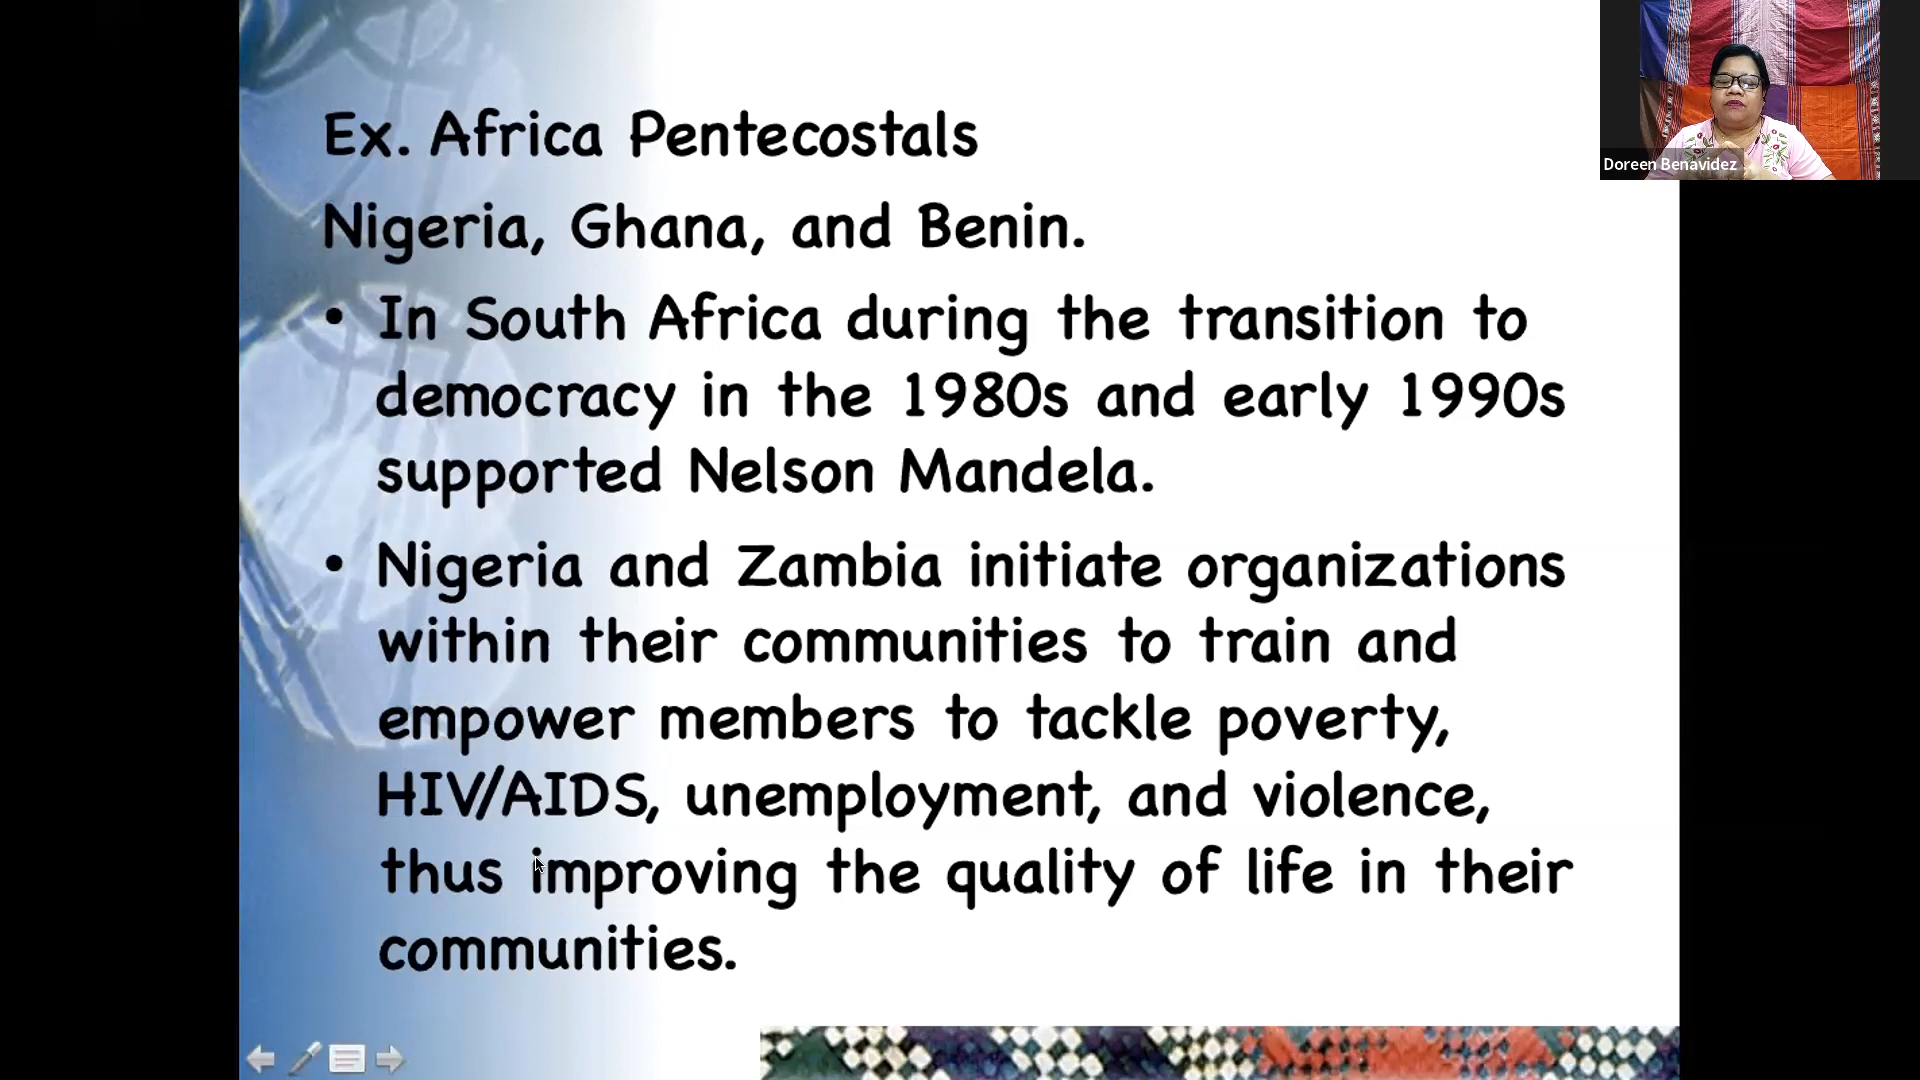 Ex. Africa Pentecostals
Nigeria, Ghana, and Benin.
• In South Africa during the transition to
democracy in the 1980s and early 1990s
supported Nelson Mandela.
• Nigeria and Zambia initiate organizations
within their communities to train and
empower members to tackle poverty,
HIV/AIDS, unemployment, and violence,
thus improving the quality of life in their
communities.
Doreen Benavidez